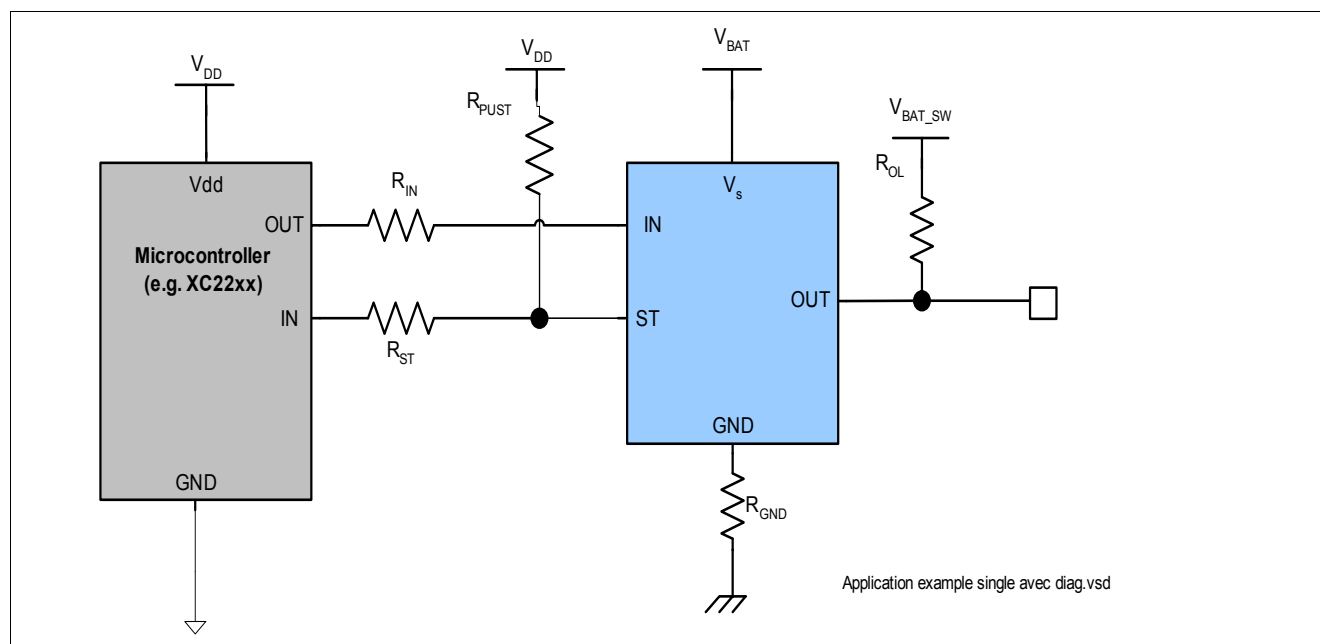 V_DD
V_DD
V_BAT
R_PUST
V_BAT_SW
R_OL
Vdd
R_IN
V_s
OUT
IN
Microcontroller
(e.g. XC22xx)
OUT
IN
ST
R_ST
GND
GND
R_GND
Application example single avec diag.vsd